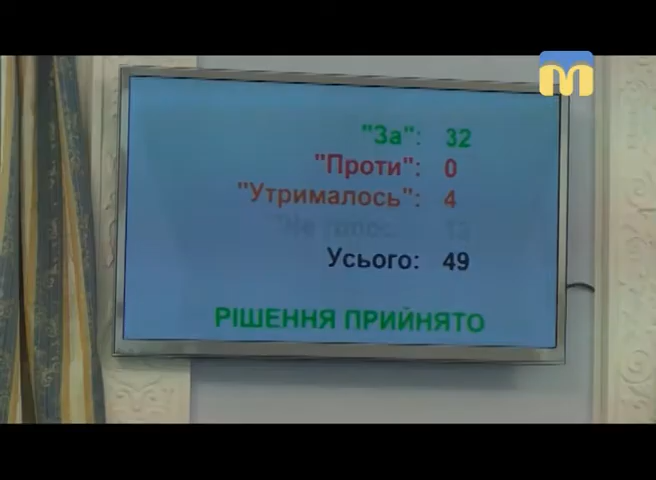 "За": 32
"Проти": 0
"Утрималось": 4
Усього: 49
РІШЕННЯ ПРИЙНЯТО